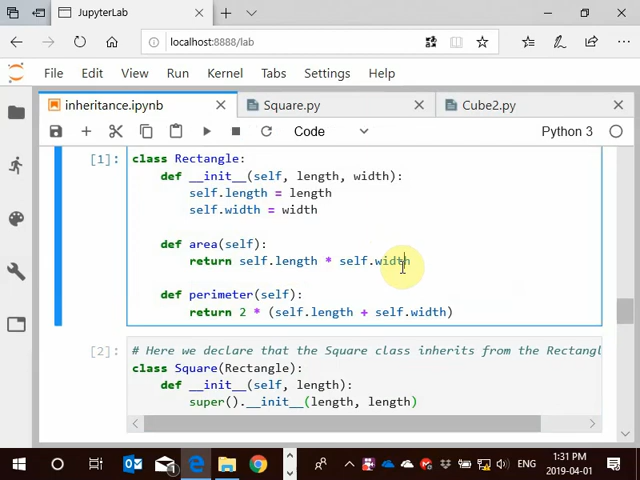 JupyterLab
localhost:8888/lab
File Edit View Run Kernel Tabs Settings Help
inheritance.ipynb Square.py Cube2.py
Code Python 3
[1]: class Rectangle:
def __init__(self, length, width):
self.length = length
self.width = width
def area(self):
return self.length * self.width
def perimeter(self):
return 2 * (self.length + self.width)
[2]: # Here we declare that the Square class inherits from the Rectangl
class Square(Rectangle):
def __init__(self, length):
super().__init__(length, length)
ENG 1:31 PM
2019-04-01